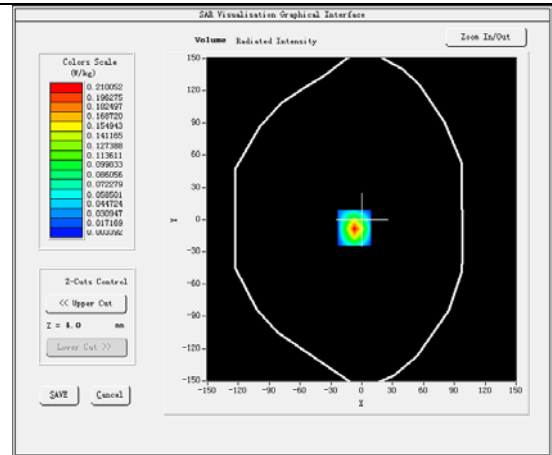 SAR Visualisation Graphical Interface
Volume Radiated Intensity
Zoom In/Out
Colors Scale
(W/kg)
0.210052
0.196275
0.182497
0.168720
0.154943
0.141165
0.127388
0.113611
0.099833
0.086056
0.072279
0.058501
0.044724
0.030947
0.017169
0.003392
150
120
90
60
30
Y
0
-30
-60
-90
-120
-150
-150 -120 -90 -60 -30 0 30 60 90 120 150
X
Z-Cuts Control
<< Upper Cut
Z = 4.0 mm
Lower Cut >>
SAVE
Cancel